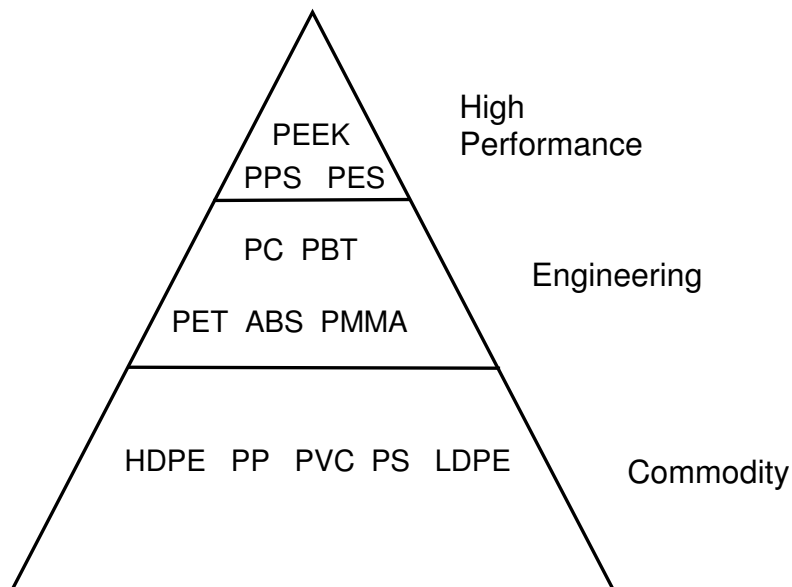 High
Performance
PEEK
PPS PES
PC PBT
Engineering
PET ABS PMMA
HDPE PP PVC PS LDPE
Commodity